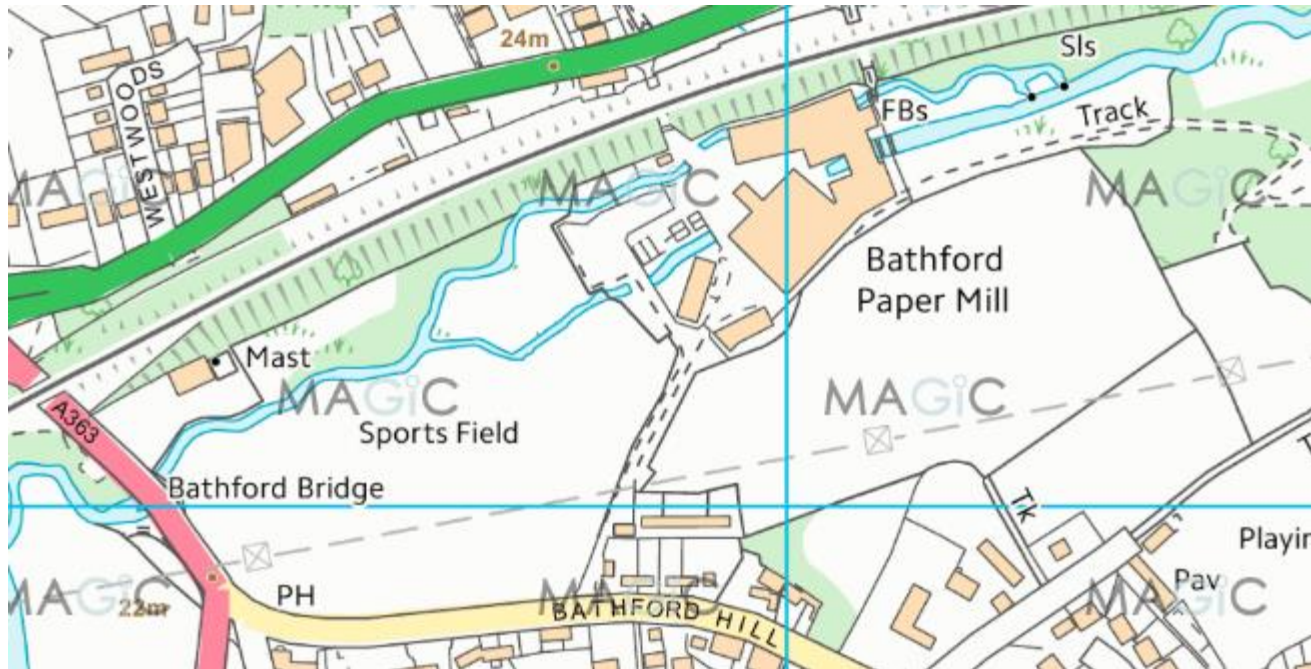 24m
Sls
WESTWOODS
FBs
Track
MAGiC
MAGiC
MAGiC
Bathford
Paper Mill
Mast
MAGiC
MAGiC
A363
Sports Field
Bathford Bridge
Tk
Playin
Pav
PH
MAGiC
MAGiC
MAGiC
22m
BATHFORD HILL